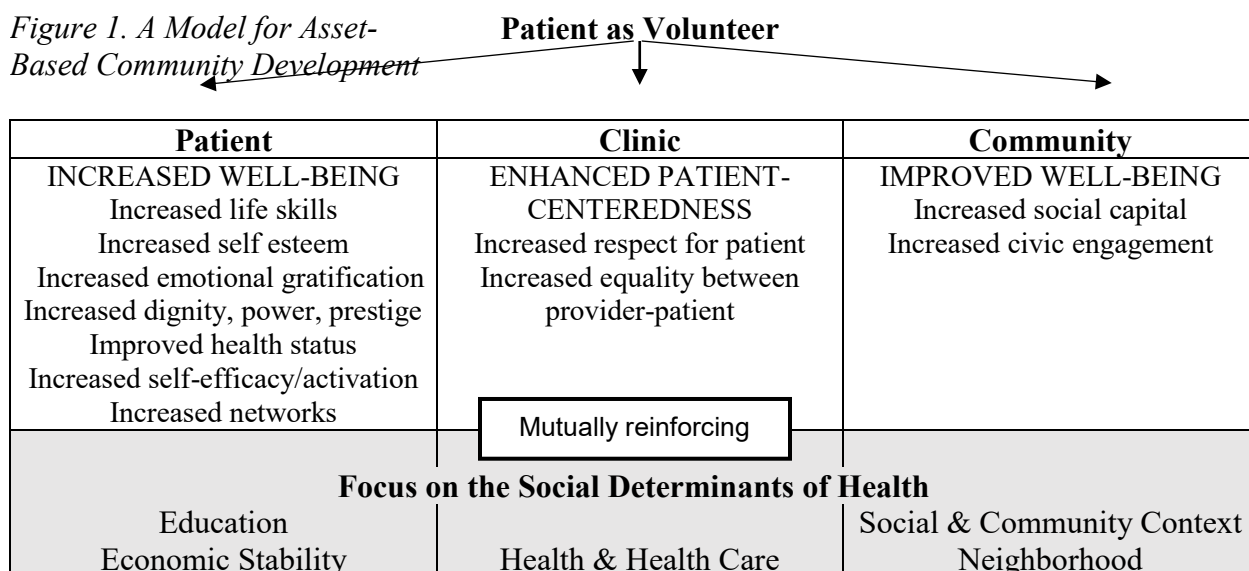 Figure 1. A Model for Asset-
Based Community Development
Patient as Volunteer
Patient
INCREASED WELL-BEING
Increased life skills
Increased self esteem
Increased emotional gratification
Increased dignity, power, prestige
Improved health status
Increased self-efficacy/activation
Increased networks
Clinic
ENHANCED PATIENT-
CENTEREDNESS
Increased respect for patient
Increased equality between
provider-patient
Community
IMPROVED WELL-BEING
Increased social capital
Increased civic engagement
Mutually reinforcing
Focus on the Social Determinants of Health
Education
Economic Stability
Health & Health Care
Social & Community Context
Neighborhood